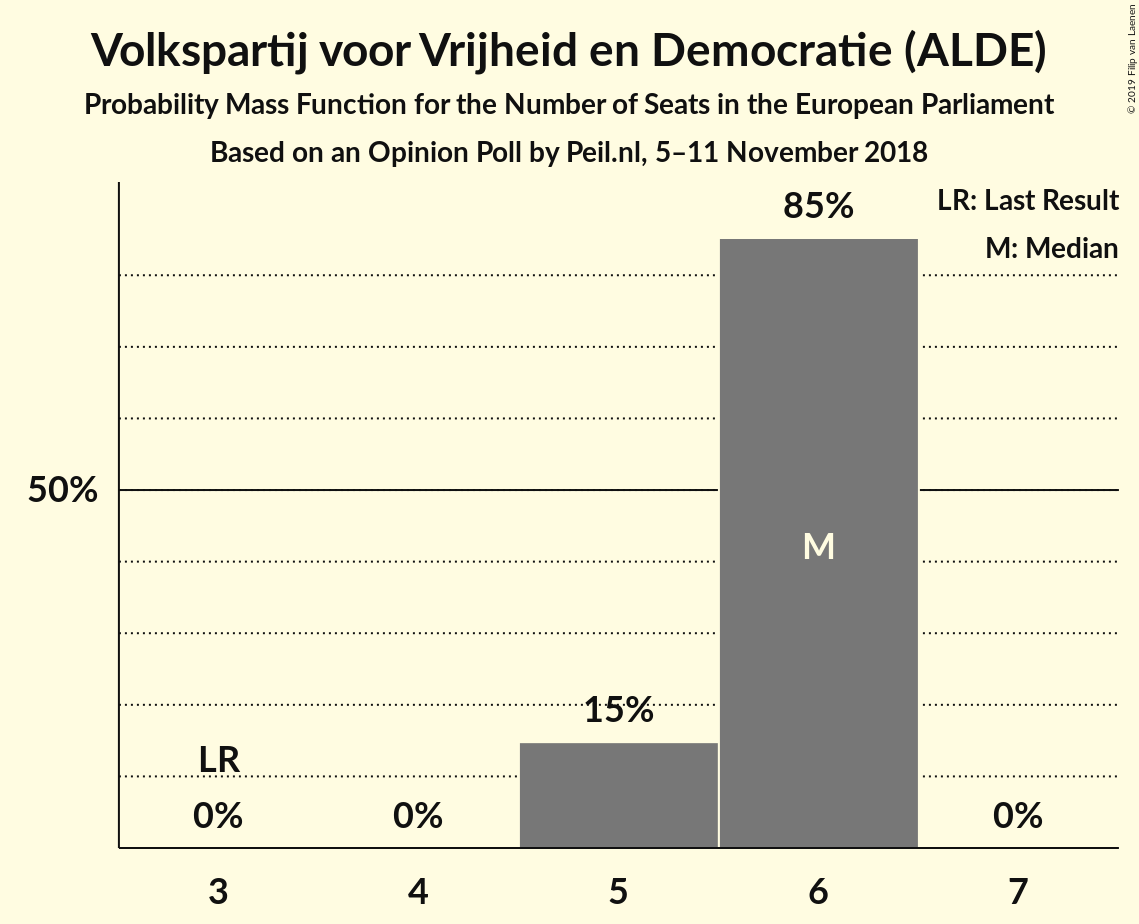 Volkspartij voor Vrijheid en Democratie (ALDE)
Probability Mass Function for the Number of Seats in the European Parliament
Based on an Opinion Poll by Peil.nl, 5–11 November 2018
© 2019 Filip van Laenen
LR: Last Result
M: Median
85%
50%
M
15%
LR
0%
0%
0%
3
4
5
6
7